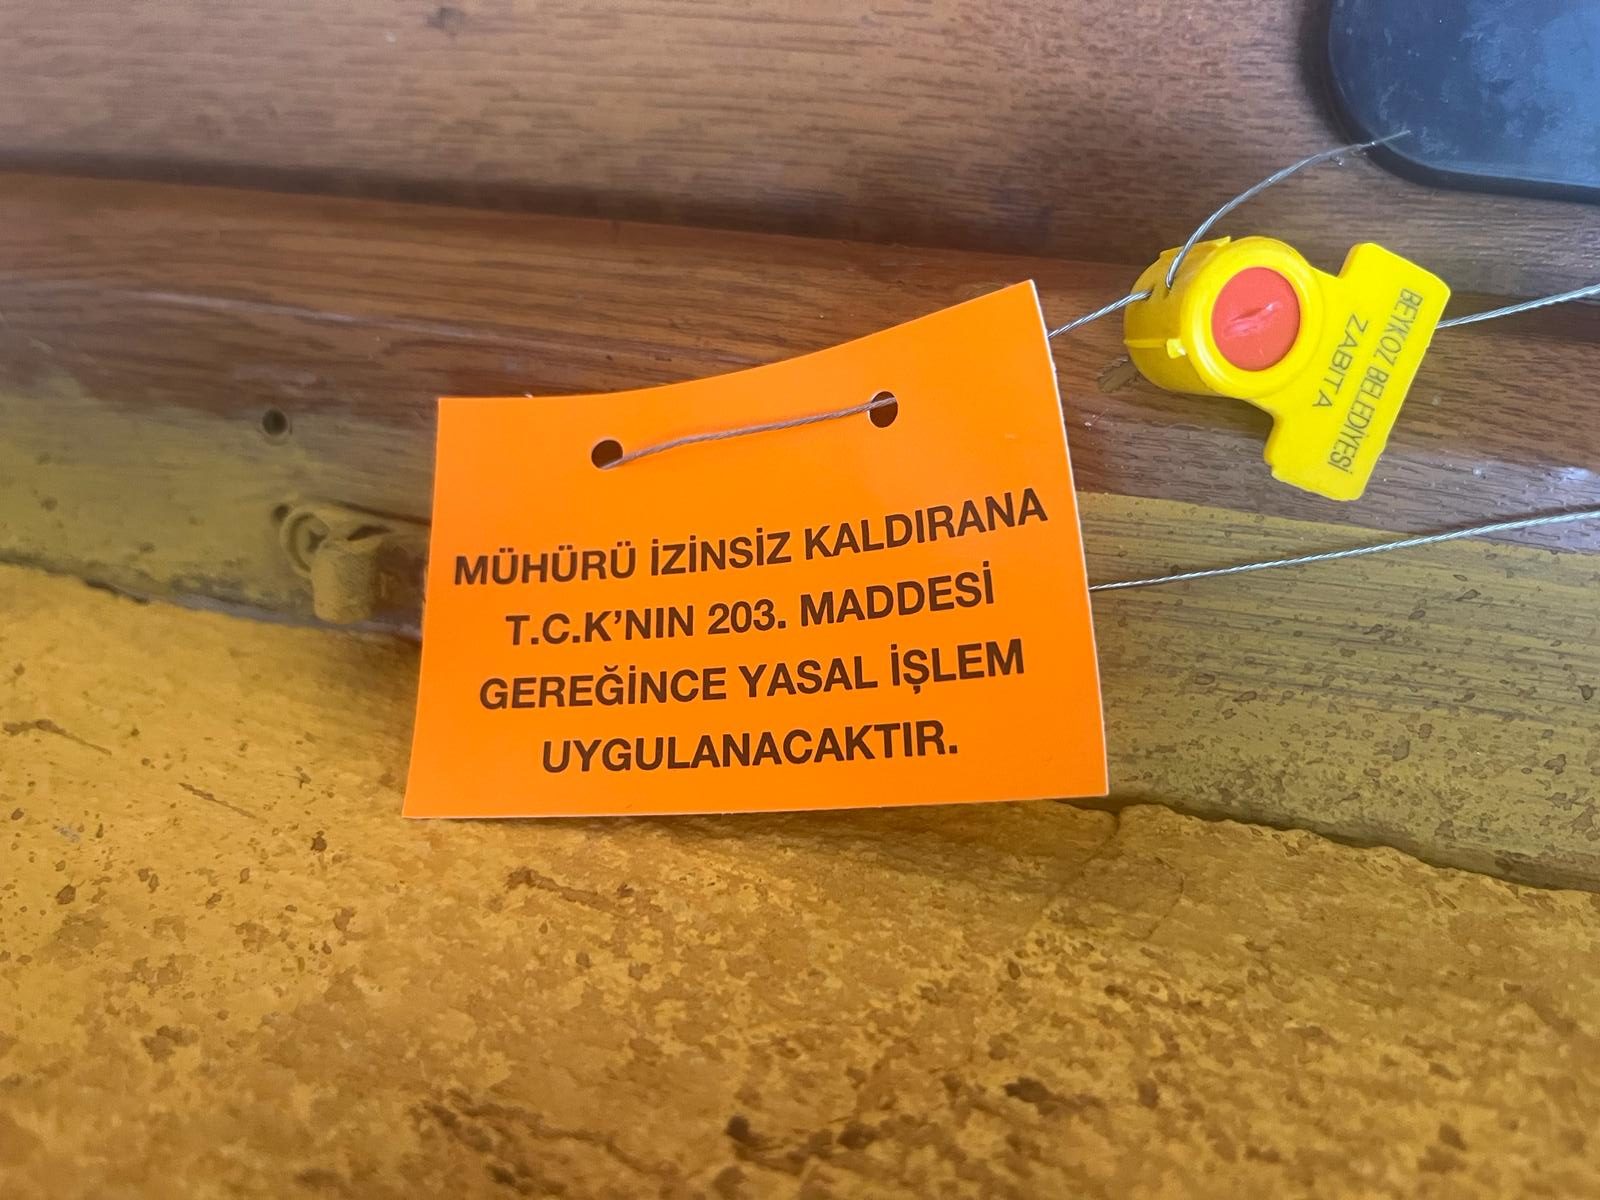 MÜHÜRÜ İZİNSİZ KALDIRANA
T.C.K'NIN 203. MADDESİ
GEREĞİNCE YASAL İŞLEM
UYGULANACAKTIR.
BEYKOZ BELEDİYESİ
ZABITA